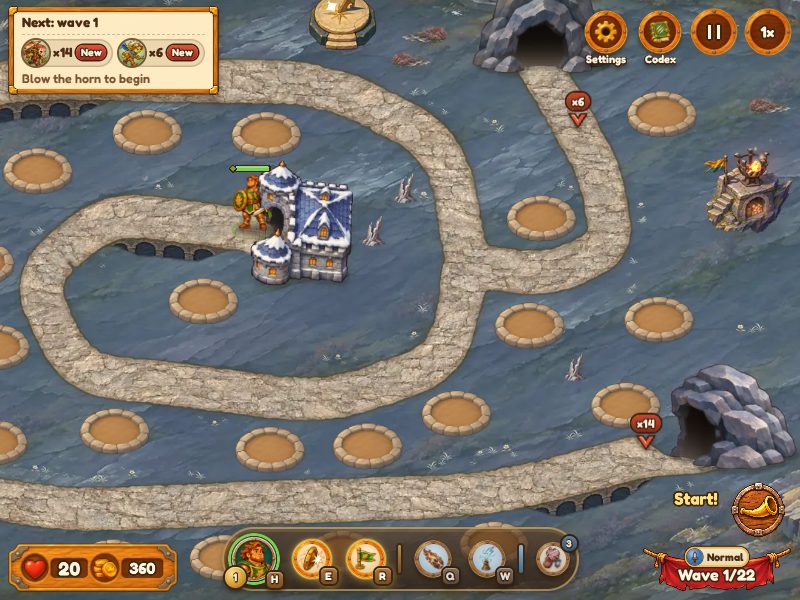 Next: wave 1
x14 New x6 New
Blow the horn to begin
Settings
Codex
1x
x6
x14
Start!
20
360
1
H
E
R
Q
W
3
Normal
Wave 1/22